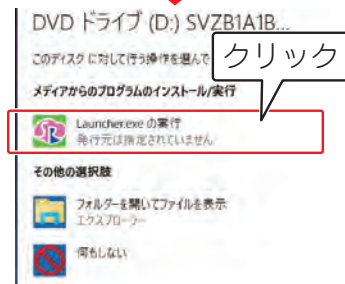 DVD ドライブ (D:) SVZB1A1B...
このディスク に対して行う操作を選んで
クリック
メディアからのプログラムのインストール/実行
Launcher.exe の実行
発行元は指定されていません
その他の選択肢
フォルダーを開いてファイルを表示
エクスプローラー
何もしない